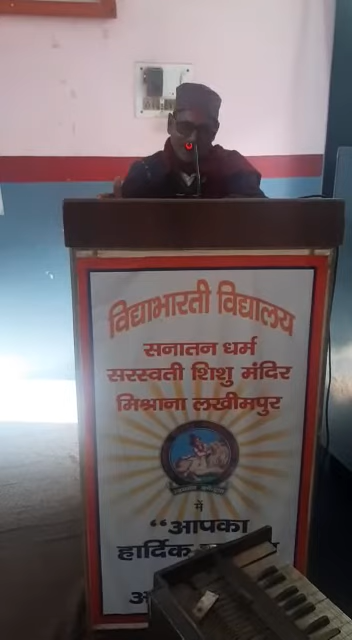 विद्याभारती विद्यालय
सनातन धर्म
सरस्वती शिशु मंदिर
मिश्राना लखीमपुर
में
“आपका
हार्दिक